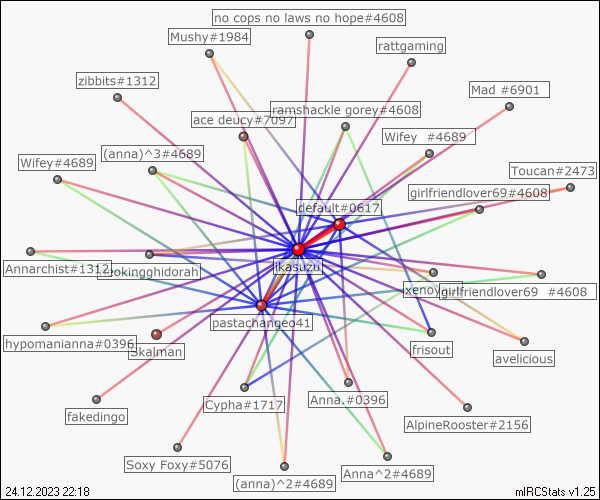 no cops no laws no hope#4608
Mushy#1984
rattgaming
zibbits#1312
Mad #6901
ace deucy#7097
ramshackle gorey#4608
Wifey #4689
Wifey#4689
(anna)^3#4689
Toucan#2473
girlfriendlover69#4608
default#0617
Annarchist#1312
okingghidorah
jkasuzu
xenoy
girlfriendlover69 #4608
pastachangeo41
hypomanianna#0396
Skalman
frisout
avelicious
fakedingo
Cypha#1717
Anna.#0396
AlpineRooster#2156
Soxy Foxy#5076
(anna)^2#4689
Anna^2#4689
24.12.2023 22:18
mIRCStats v1.25